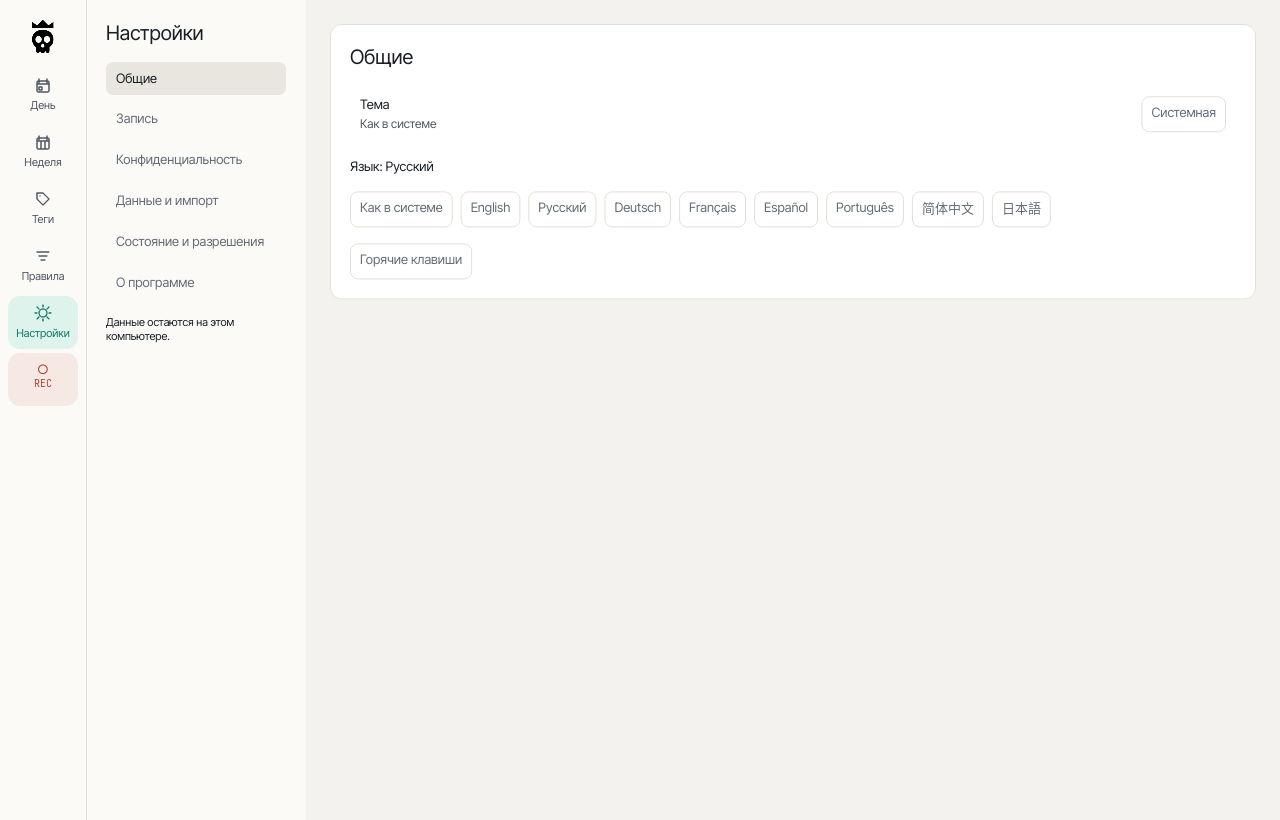 День
Неделя
Теги
Правила
Настройки
REC
Настройки
Общие
Запись
Конфиденциальность
Данные и импорт
Состояние и разрешения
О программе
Данные остаются на этом
компьютере.
Общие
Тема
Как в системе
Системная
Язык: Русский
Как в системе English Русский Deutsch Français Español Português 简体中文 日本語
Горячие клавиши